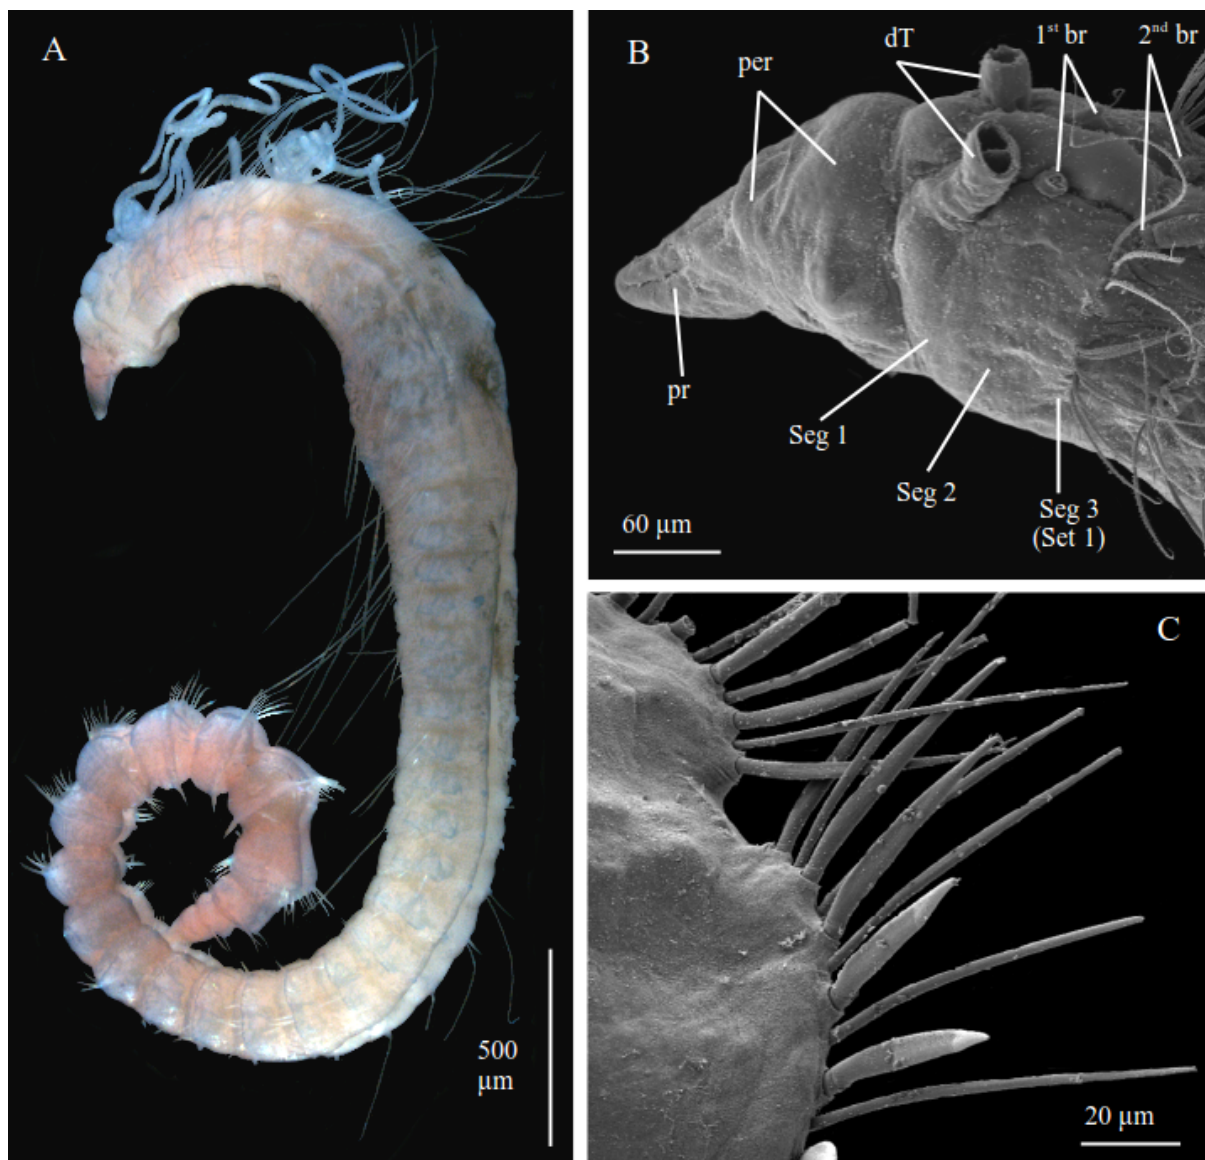 A
B
per
dT
1st br
2nd br
pr
Seg 1
Seg 2
Seg 3
(Set 1)
60 µm
C
500
µm
20 µm